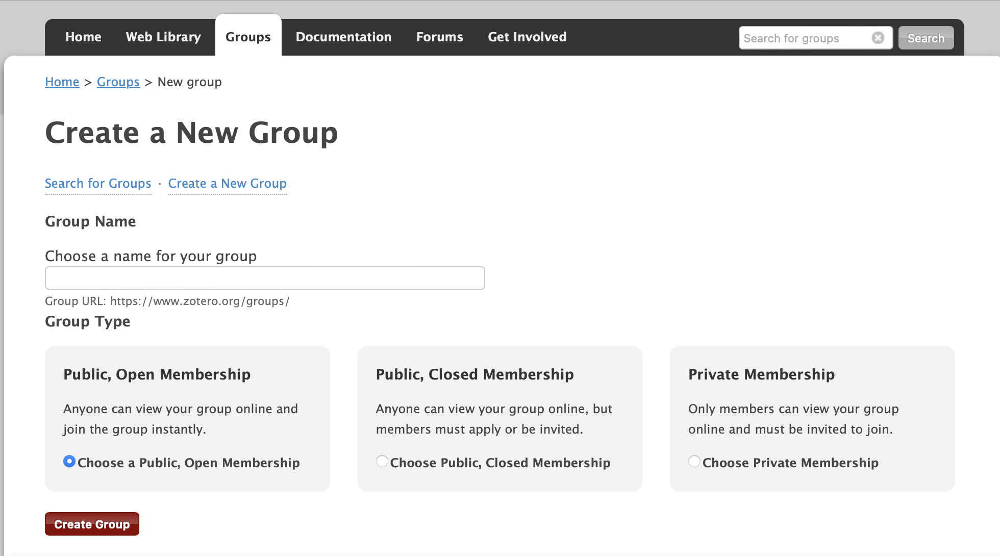 Home Web Library Groups Documentation Forums Get Involved Search for groups Search
Home > Groups > New group
Create a New Group
Search for Groups · Create a New Group
Group Name
Choose a name for your group
Group URL: https://www.zotero.org/groups/
Group Type
Public, Open Membership
Anyone can view your group online and
join the group instantly.
Choose a Public, Open Membership
Public, Closed Membership
Anyone can view your group online, but
members must apply or be invited.
Choose Public, Closed Membership
Private Membership
Only members can view your group
online and must be invited to join.
Choose Private Membership
Create Group